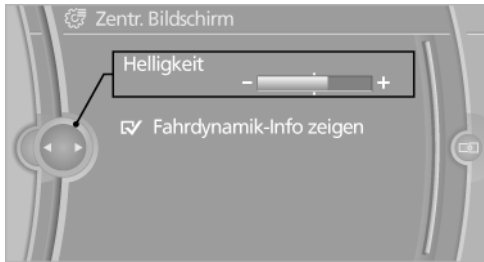 Zentr. Bildschirm
Helligkeit
- +
Fahrdynamik-Info zeigen